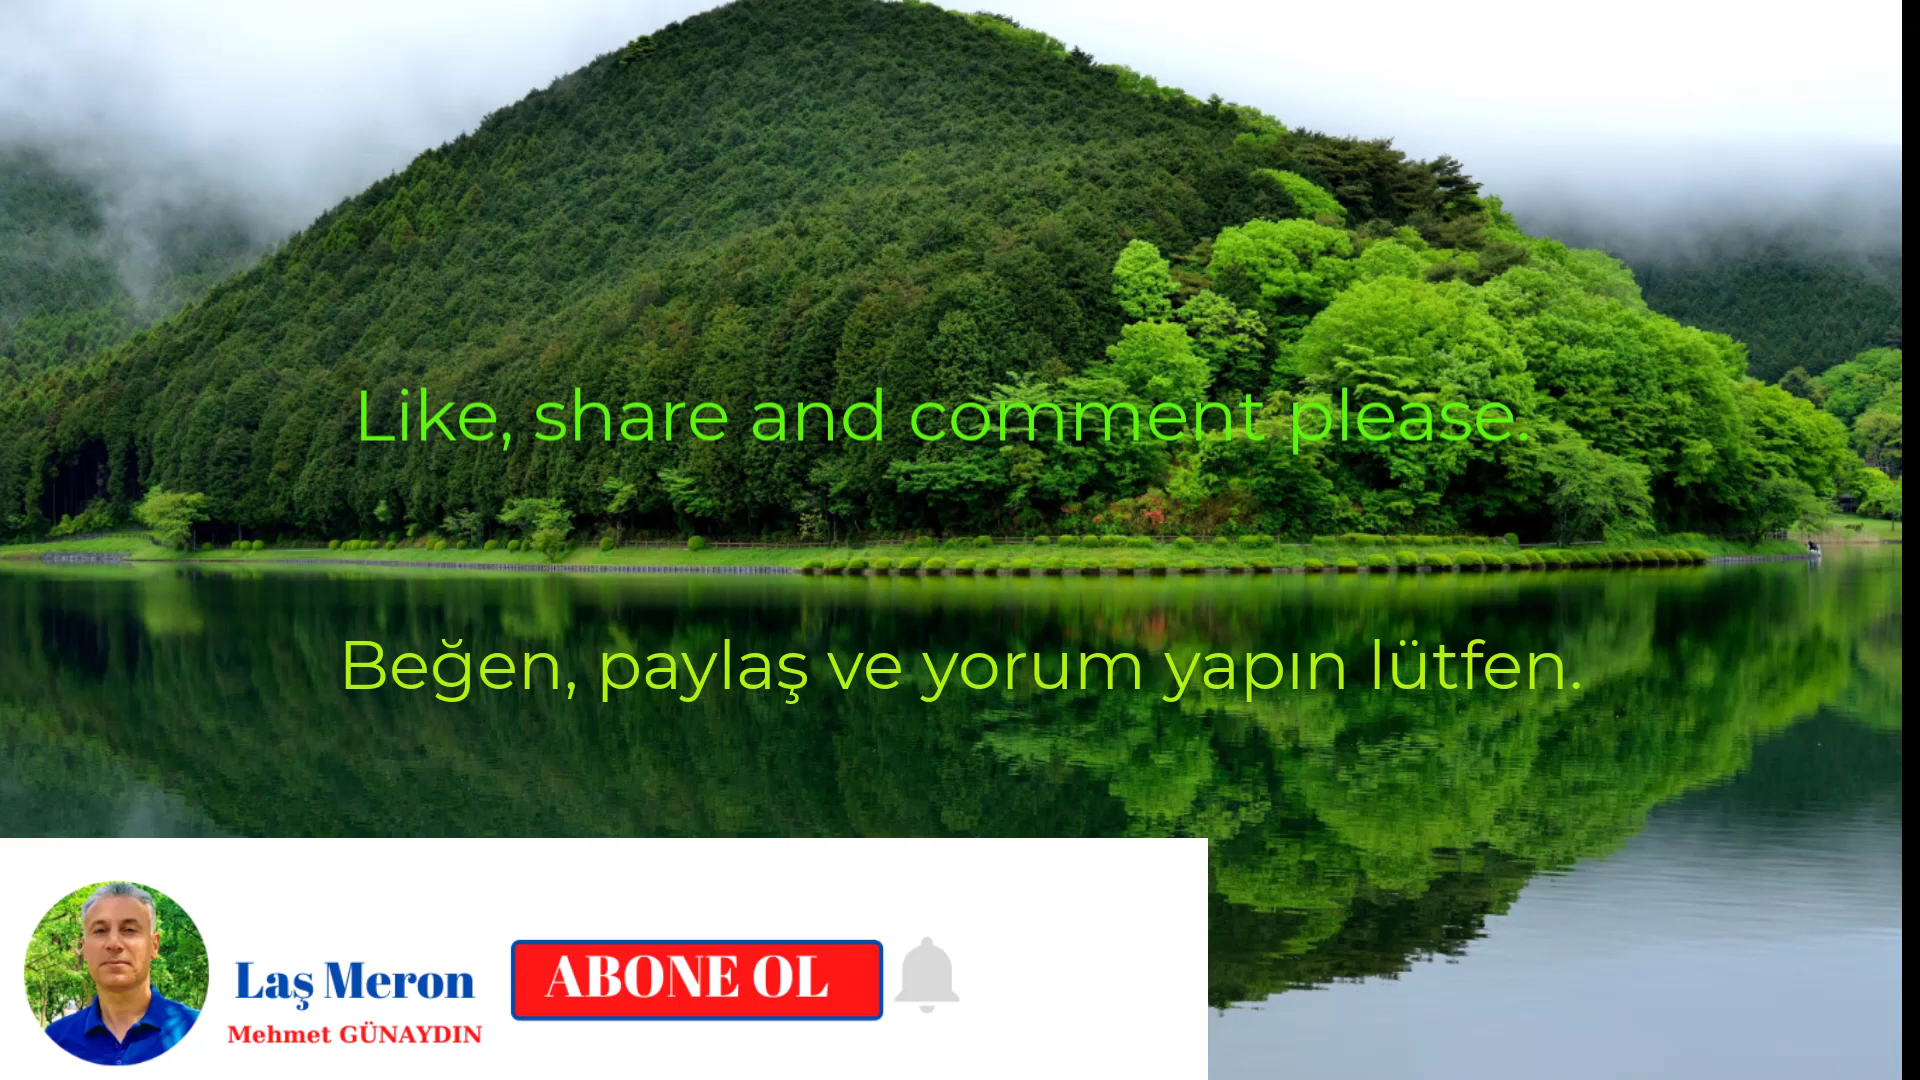 Like, share and comment please.
Beğen, paylaş ve yorum yapın lütfen.
Laş Meron
Mehmet GÜNAYDIN
ABONE OL